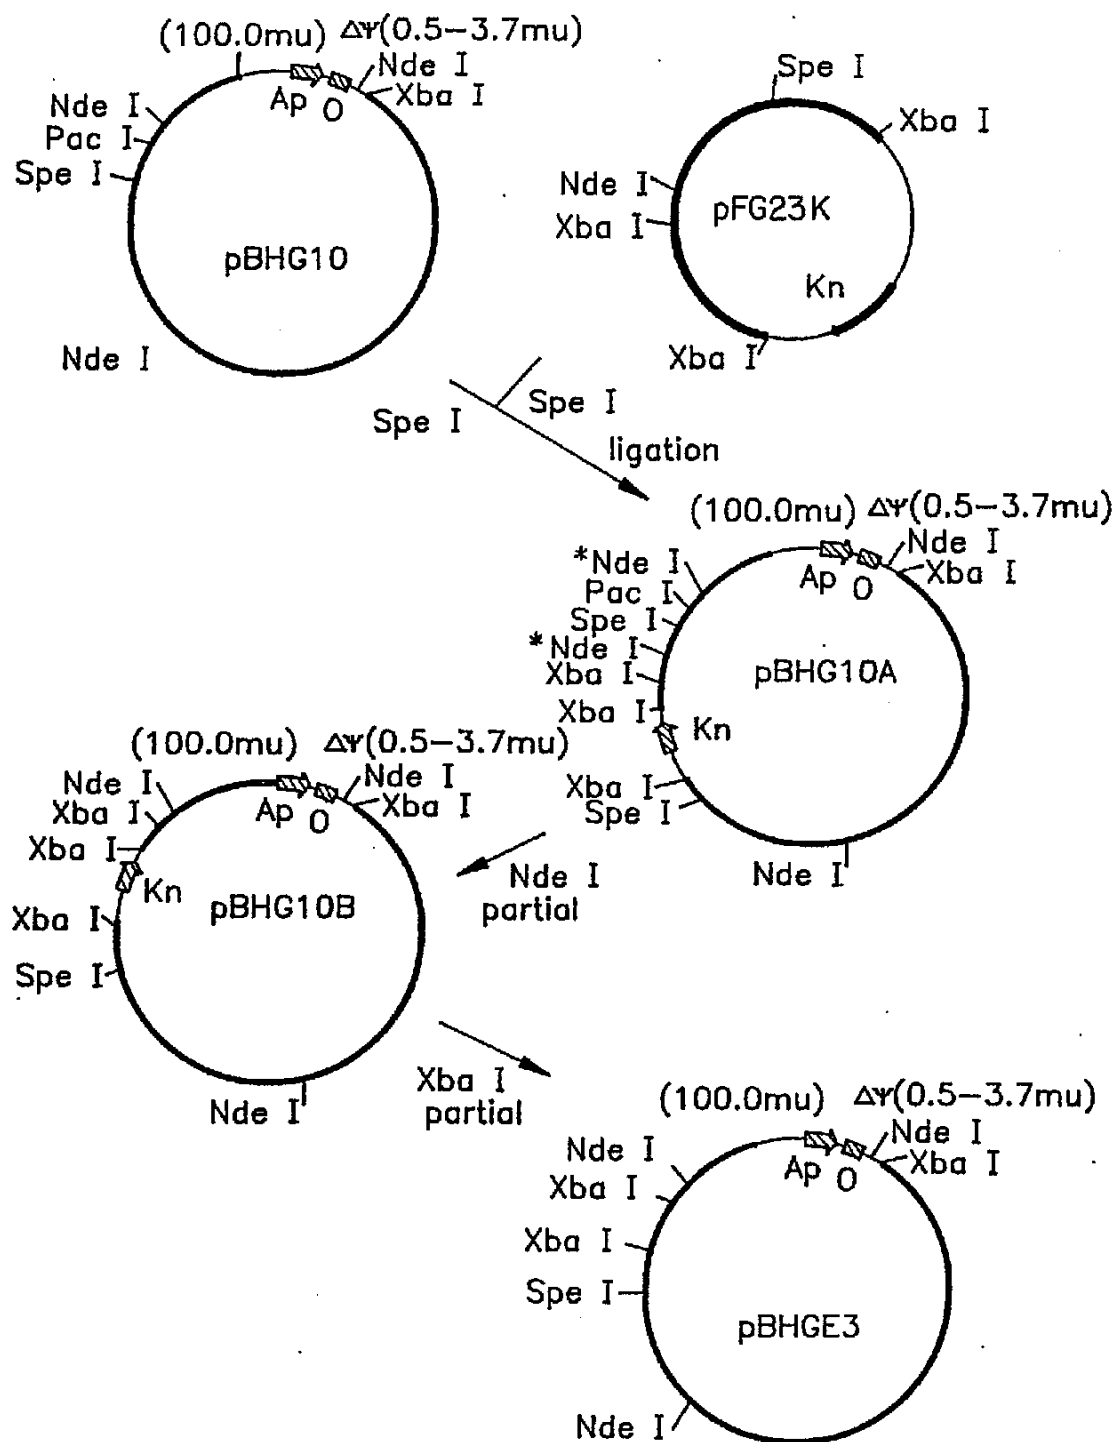 (100.0mu) ΔΨ(0.5–3.7mu)
Nde I
Xba I
Ap O
Nde I
Pac I
Spe I
pBHG10
Nde I
Spe I
Xba I
Nde I
Xba I
pFG23K
Kn
Xba I
Spe I
Spe I
ligation
(100.0mu) ΔΨ(0.5–3.7mu)
Nde I
Xba I
Ap O
*Nde I
Pac I
Spe I
*Nde I
Xba I
Xba I
Kn
pBHG10A
Xba I
Spe I
Nde I
Nde I
partial
(100.0mu) ΔΨ(0.5–3.7mu)
Nde I
Xba I
Ap O
Nde I
Xba I
Xba I
Kn
pBHG10B
Xba I
Spe I
Nde I
Xba I
partial
(100.0mu) ΔΨ(0.5–3.7mu)
Nde I
Xba I
Ap O
Nde I
Xba I
Xba I
Spe I
pBHGE3
Nde I